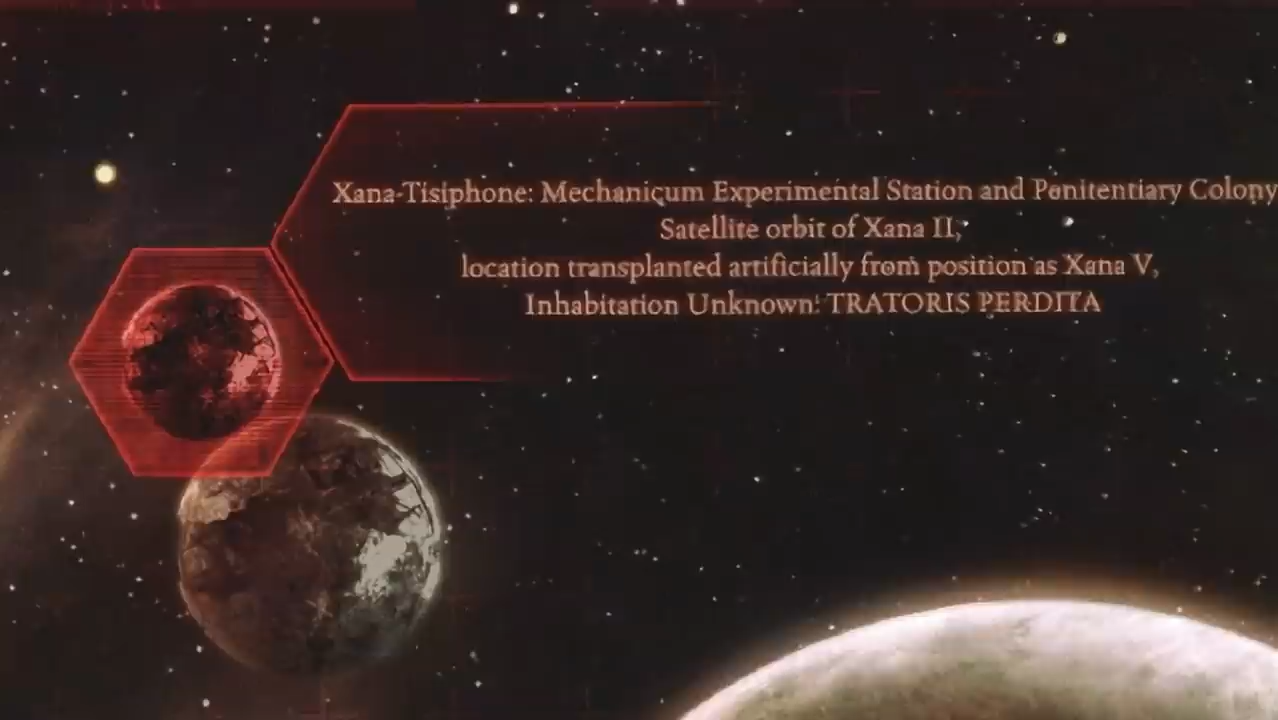 Xana-Tisiphone: Mechanicum Experimental Station and Penitentiary Colony
Satellite orbit of Xana II,
location transplanted artificially from position as Xana V,
Inhabitation Unknown: TRATORIS PERDITA